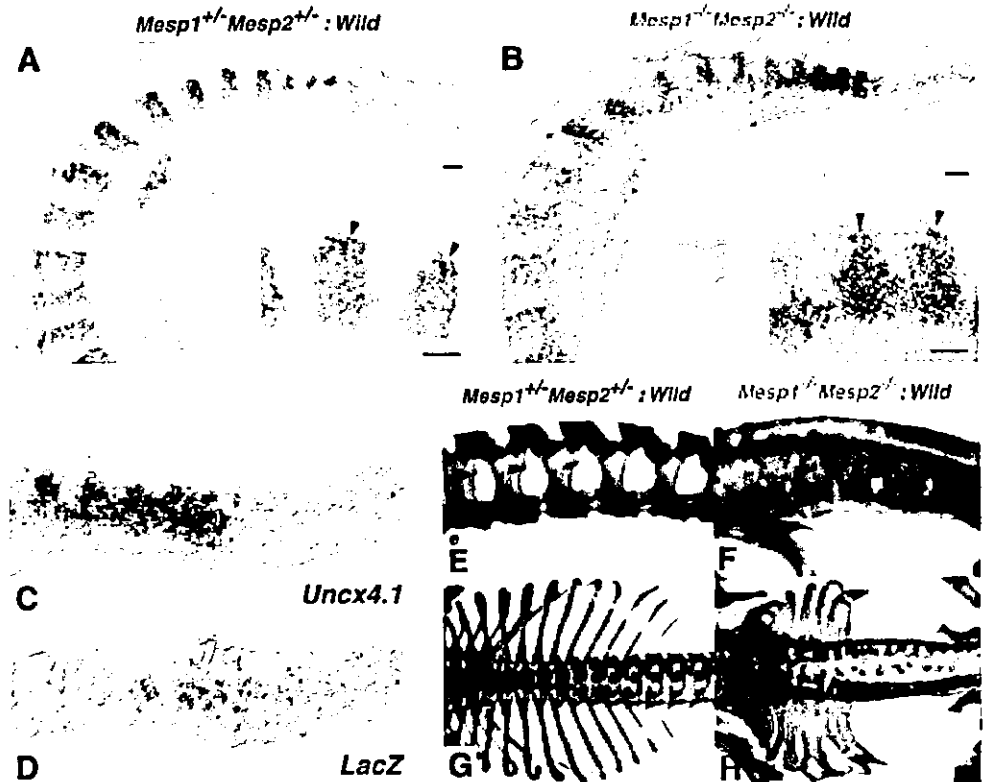 Mesp1+/-Mesp2+/- : Wild
Mesp1-/-Mesp2-/- : Wild
A
B
Mesp1+/-Mesp2+/- : Wild
Mesp1-/-Mesp2-/- : Wild
C
Uncx4.1
D
LacZ
E
F
G
H